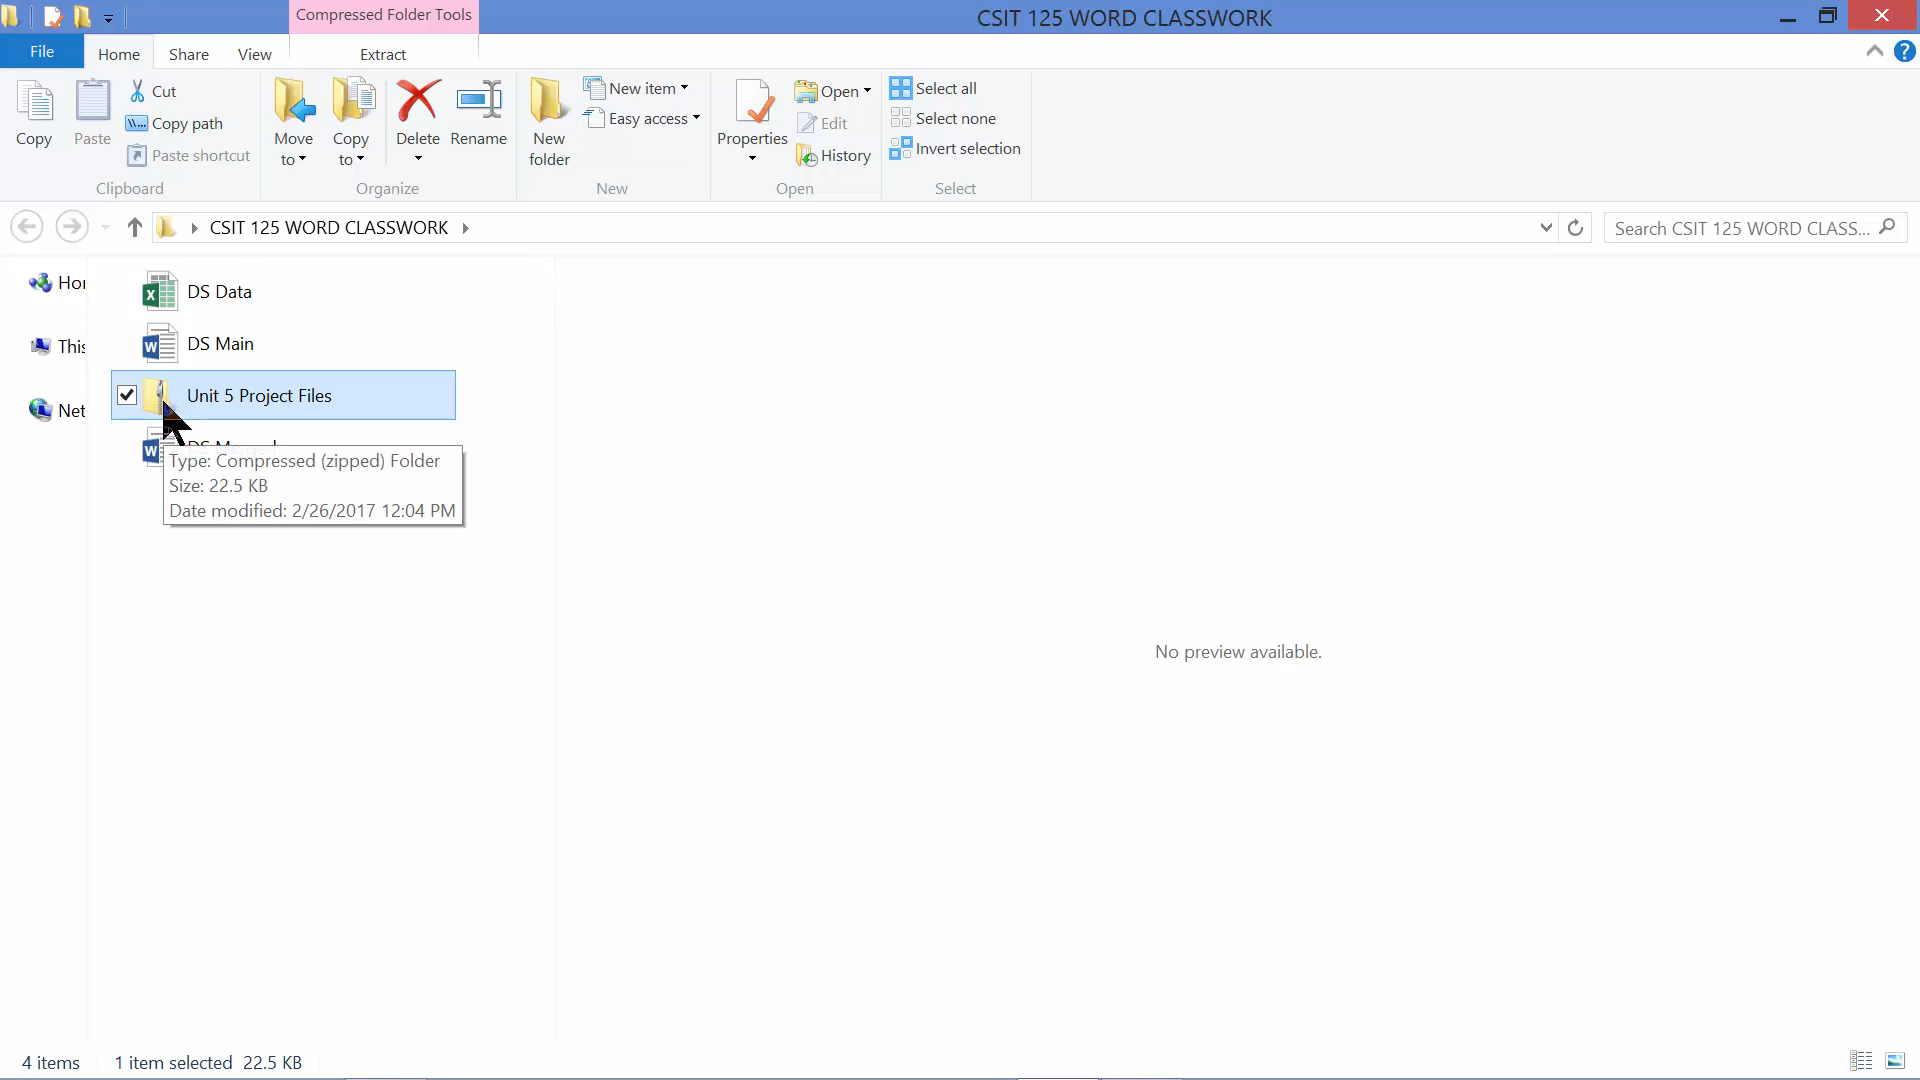 Compressed Folder Tools
CSIT 125 WORD CLASSWORK
File
Home
Share
View
Extract
Copy
Paste
Cut
Copy path
Paste shortcut
Clipboard
Move to
Copy to
Delete
Rename
Organize
New folder
New item
Easy access
New
Properties
Open
Edit
History
Open
Select all
Select none
Invert selection
Select
CSIT 125 WORD CLASSWORK
Search CSIT 125 WORD CLASS...
Hor
This
Net
DS Data
DS Main
Unit 5 Project Files
DS
Type: Compressed (zipped) Folder
Size: 22.5 KB
Date modified: 2/26/2017 12:04 PM
No preview available.
4 items
1 item selected 22.5 KB